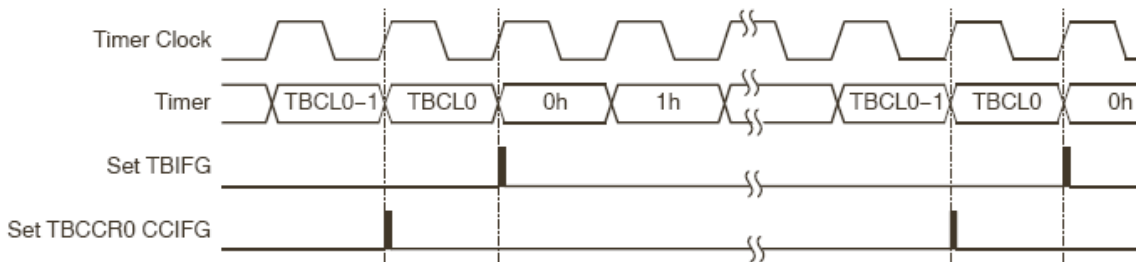 Timer Clock
Timer TBCL0−1 TBCL0 0h 1h TBCL0−1 TBCL0 0h
Set TBIFG
Set TBCCR0 CCIFG